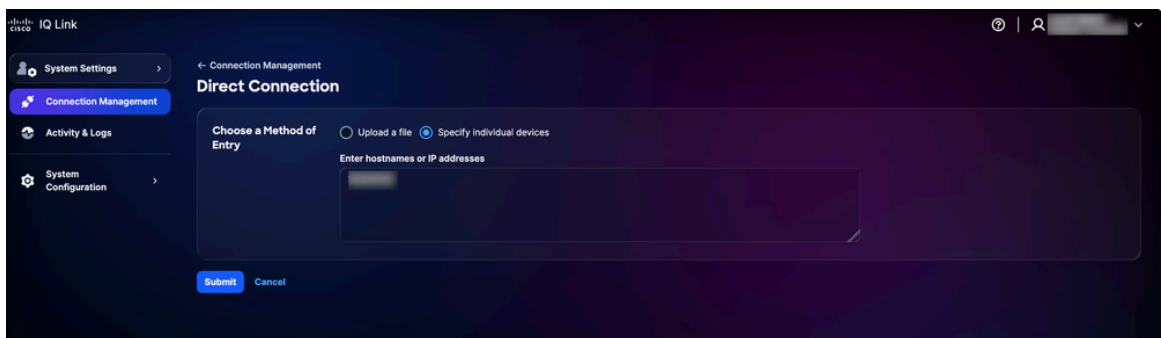 cisco IQ Link
System Settings
← Connection Management
Direct Connection
Connection Management
Activity & Logs
System
Configuration
Choose a Method of
Entry
Upload a file Specify individual devices
Enter hostnames or IP addresses
Submit Cancel